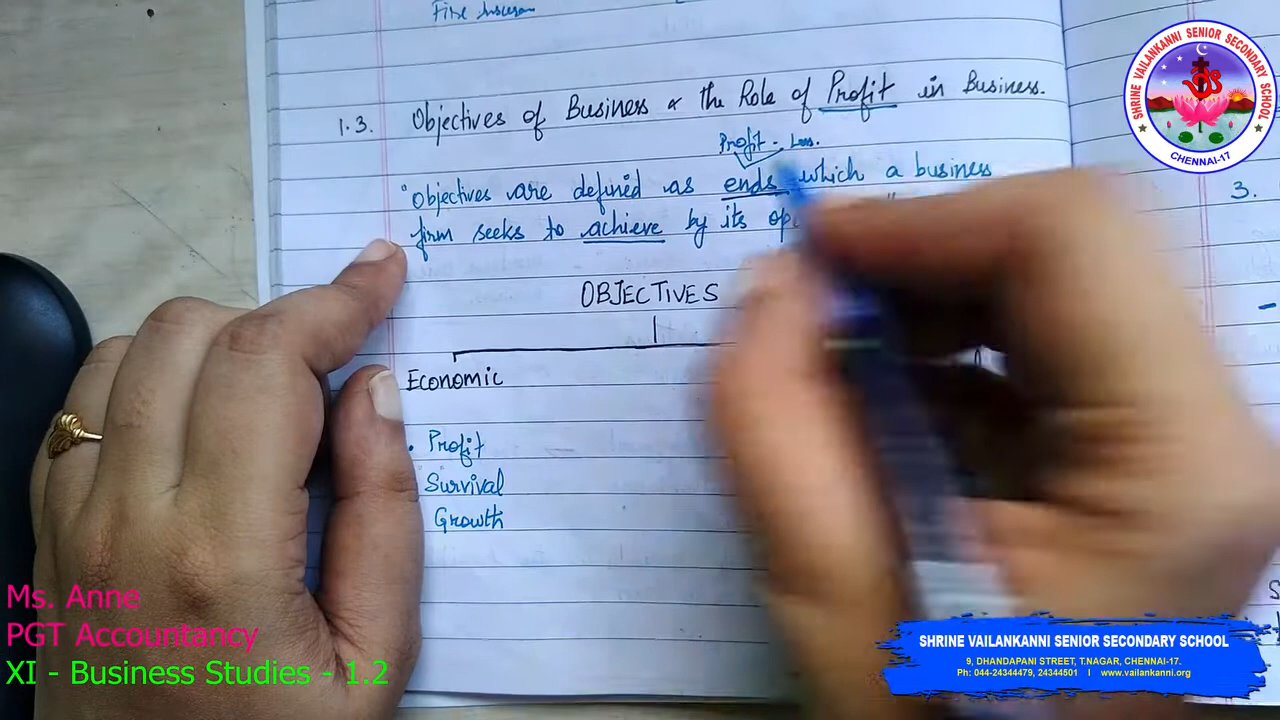 Fire
1.3. Objectives of Business & the Role of Profit in Business.
Profit - Loss.
"Objectives are defined as ends which a business
firm seeks to achieve by its
OBJECTIVES
Economic
• Profit
Survival
Growth
3.
SHRINE VAILANKANNI SENIOR SECONDARY SCHOOL
CHENNAI-17
Ms. Anne
PGT Accountancy
XI - Business Studies - 1.2
SHRINE VAILANKANNI SENIOR SECONDARY SCHOOL
9, DHANDAPANI STREET, T.NAGAR, CHENNAI-17.
Ph: 044-24344479, 24344501 I www.vailankanni.org